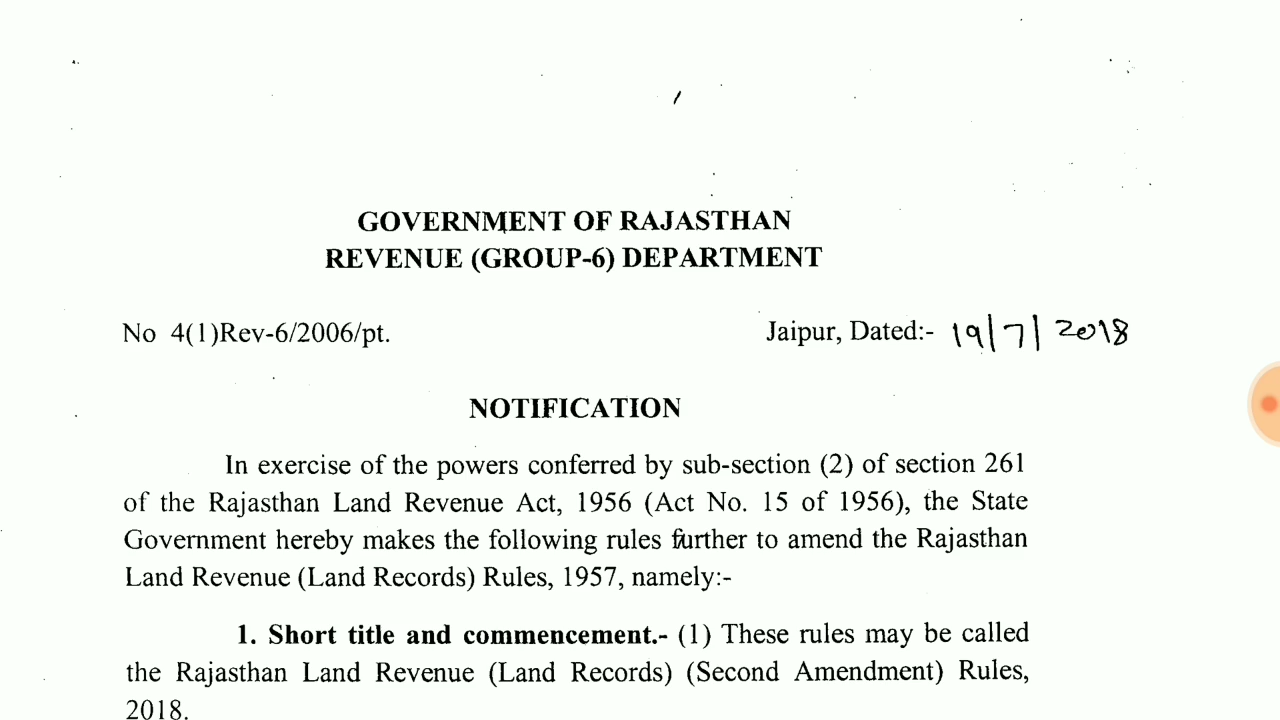 GOVERNMENT OF RAJASTHAN
REVENUE (GROUP-6) DEPARTMENT
No 4(1)Rev-6/2006/pt.
Jaipur, Dated:- 19/7/2018
NOTIFICATION
In exercise of the powers conferred by sub-section (2) of section 261
of the Rajasthan Land Revenue Act, 1956 (Act No. 15 of 1956), the State
Government hereby makes the following rules further to amend the Rajasthan
Land Revenue (Land Records) Rules, 1957, namely:-
1. Short title and commencement.- (1) These rules may be called
the Rajasthan Land Revenue (Land Records) (Second Amendment) Rules,
2018.